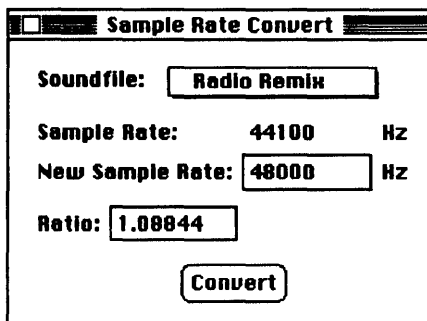 Sample Rate Convert
Soundfile: Radio Remix
Sample Rate: 44100 Hz
New Sample Rate: 48000 Hz
Ratio: 1.08844
Convert